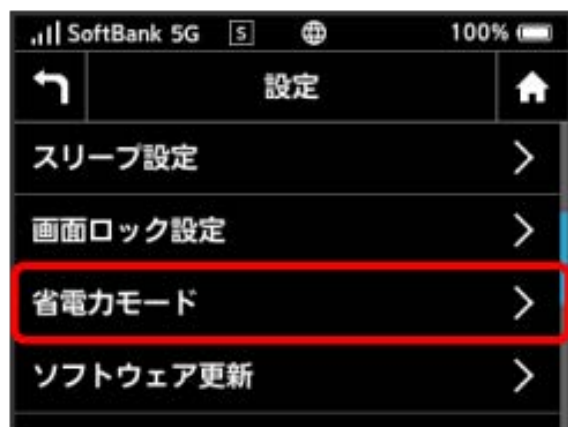 SoftBank 5G S 100%
設定
スリープ設定
画面ロック設定
省電力モード
ソフトウェア更新